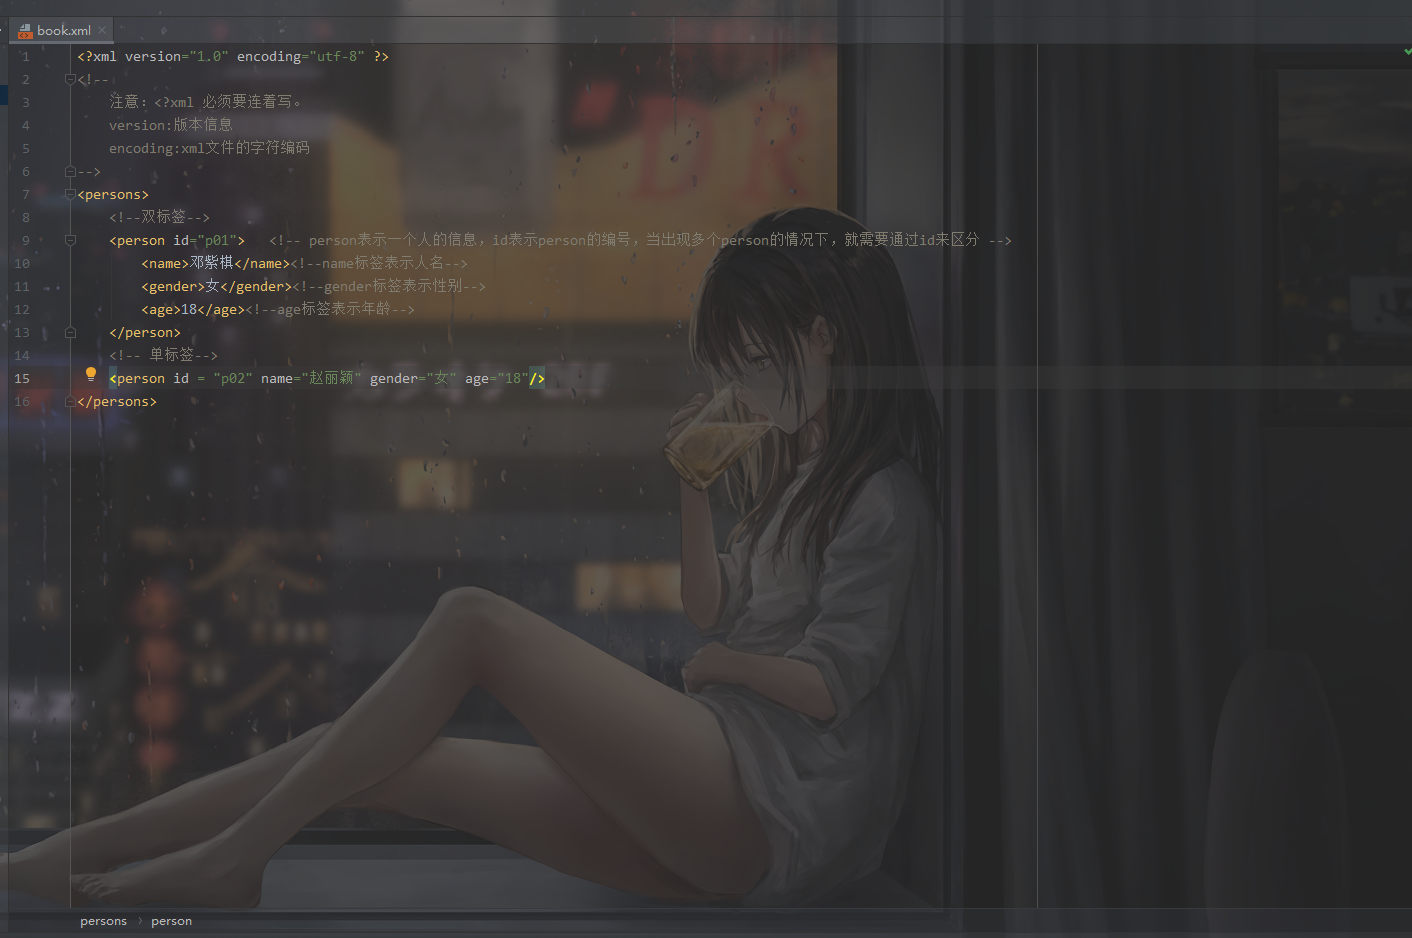 book.xml
1 <?xml version="1.0" encoding="utf-8" ?>
2 <!--
3 注意：<?xml 必须要连着写。
4 version:版本信息
5 encoding:xml文件的字符编码
6 -->
7 <persons>
8 <!--双标签-->
9 <person id="p01"> <!-- person表示一个人的信息，id表示person的编号，当出现多个person的情况下，就需要通过id来区分 -->
10 <name>邓紫棋</name><!--name标签表示人名-->
11 <gender>女</gender><!--gender标签表示性别-->
12 <age>18</age><!--age标签表示年龄-->
13 </person>
14 <!-- 单标签-->
15 <person id = "p02" name="赵丽颖" gender="女" age="18"/>
16 </persons>
DR
persons > person